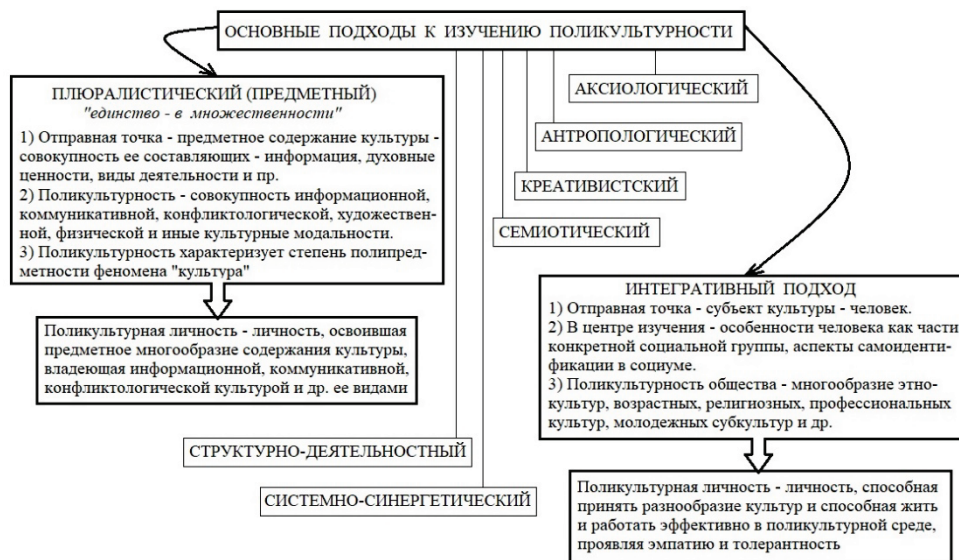 ОСНОВНЫЕ ПОДХОДЫ К ИЗУЧЕНИЮ ПОЛИКУЛЬТУРНОСТИ
ПЛЮРАЛИСТИЧЕСКИЙ (ПРЕДМЕТНЫЙ)
"единство - в множественности"
1) Отправная точка - предметное содержание культуры -
совокупность ее составляющих - информация, духовные
ценности, виды деятельности и пр.
2) Поликультурность - совокупность информационной,
коммуникативной, конфликтологической, художествен-
ной, физической и иные культурные модальности.
3) Поликультурность характеризует степень полипред-
метности феномена "культура"
Поликультурная личность - личность, освоившая
предметное многообразие содержания культуры,
владеющая информационной, коммуникативной,
конфликтологической культурой и др. ее видами
АКСИОЛОГИЧЕСКИЙ
АНТРОПОЛОГИЧЕСКИЙ
КРЕАТИВИСТСКИЙ
СЕМИОТИЧЕСКИЙ
СТРУКТУРНО-ДЕЯТЕЛЬНОСТНЫЙ
СИСТЕМНО-СИНЕРГЕТИЧЕСКИЙ
ИНТЕГРАТИВНЫЙ ПОДХОД
1) Отправная точка - субъект культуры - человек.
2) В центре изучения - особенности человека как части
конкретной социальной группы, аспекты самоиденти-
фикации в социуме.
3) Поликультурность общества - многообразие этно-
культур, возрастных, религиозных, профессиональных
культур, молодежных субкультур и др.
Поликультурная личность - личность, способная
принять разнообразие культур и способная жить
и работать эффективно в поликультурной среде,
проявляя эмпатию и толерантность